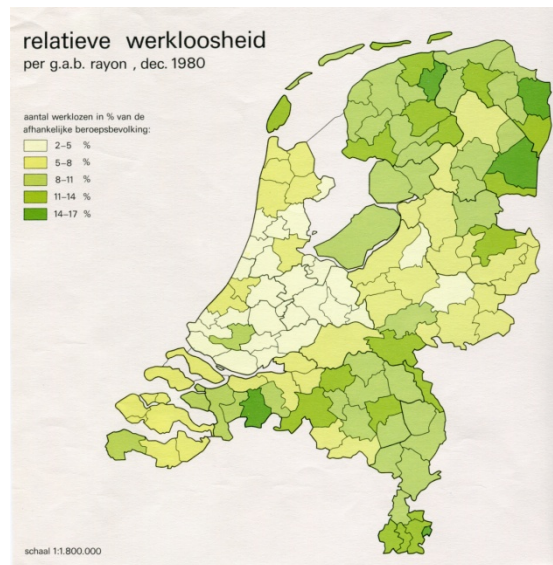 relatieve werkloosheid
per g.a.b. rayon , dec. 1980
aantal werklozen in % van de
afhankelijke beroepsbevolking:
2-5 %
5-8 %
8-11 %
11-14 %
14-17 %
schaal 1:1.800.000